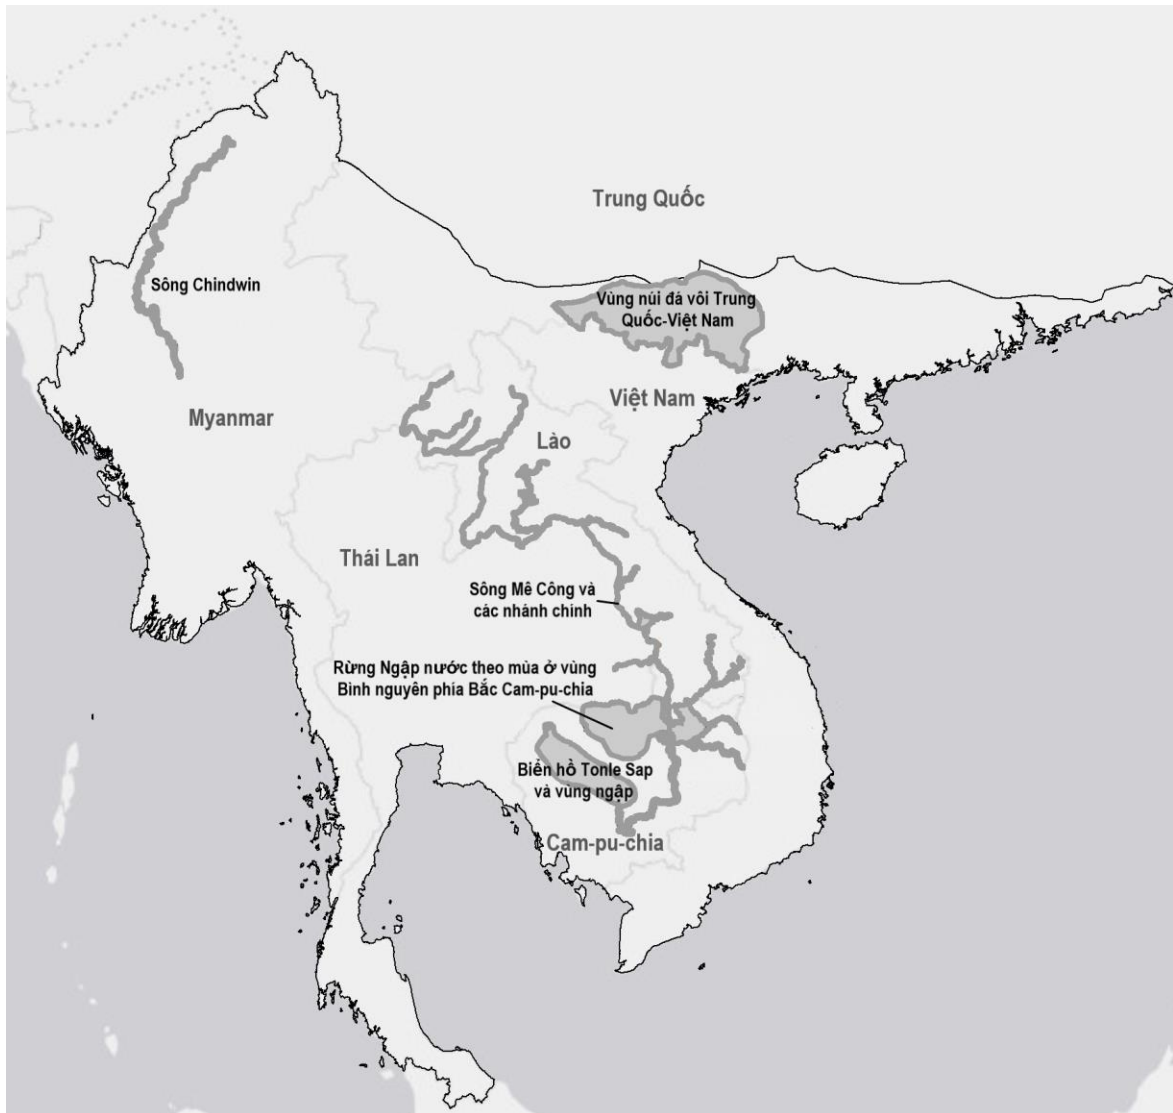 Trung Quốc
Sông Chindwin
Vùng núi đá vôi Trung
Quốc-Việt Nam
Việt Nam
Myanmar
Lào
Thái Lan
Sông Mê Công và
các nhánh chính
Rừng Ngập nước theo mùa ở vùng
Bình nguyên phía Bắc Cam-pu-chia
Biển hồ Tonle Sap
và vùng ngập
Cam-pu-chia